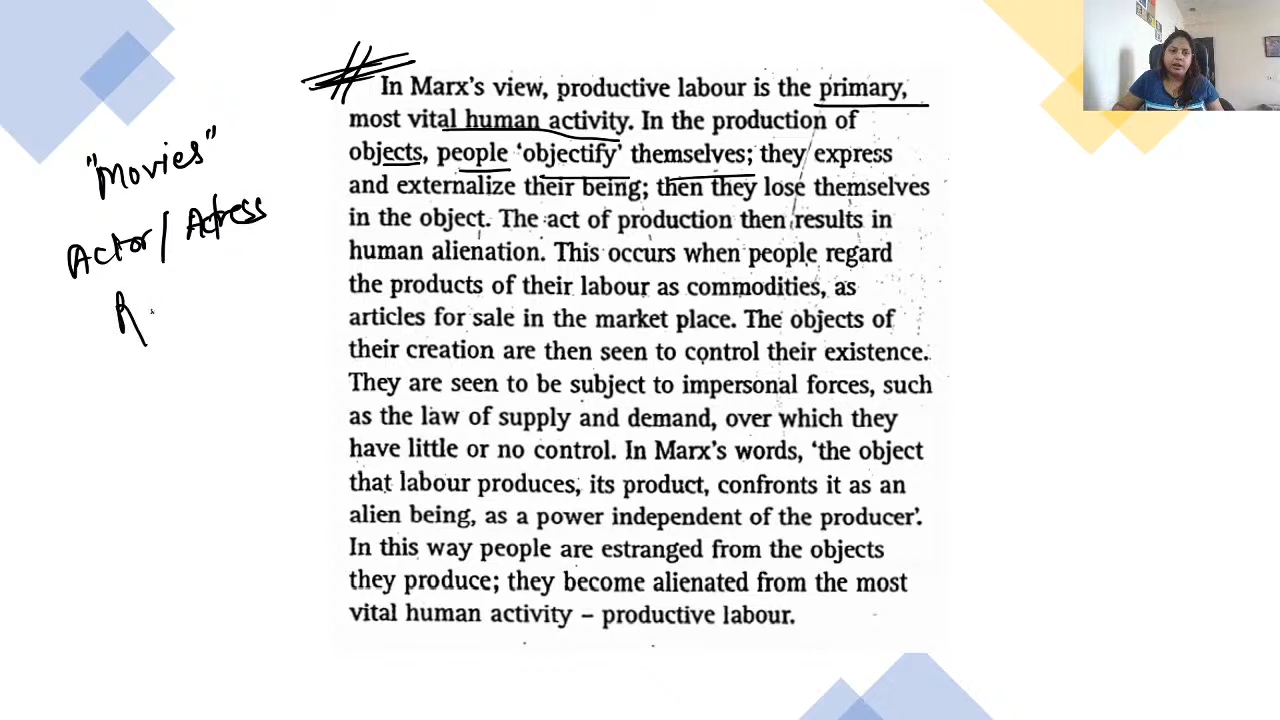 "Movies"
Actor/Actress
R
In Marx's view, productive labour is the primary,
most vital human activity. In the production of
objects, people 'objectify' themselves; they express
and externalize their being; then they lose themselves
in the object. The act of production then results in
human alienation. This occurs when people regard
the products of their labour as commodities, as
articles for sale in the market place. The objects of
their creation are then seen to control their existence.
They are seen to be subject to impersonal forces, such
as the law of supply and demand, over which they
have little or no control. In Marx's words, 'the object
that labour produces, its product, confronts it as an
alien being, as a power independent of the producer'.
In this way people are estranged from the objects
they produce; they become alienated from the most
vital human activity – productive labour.